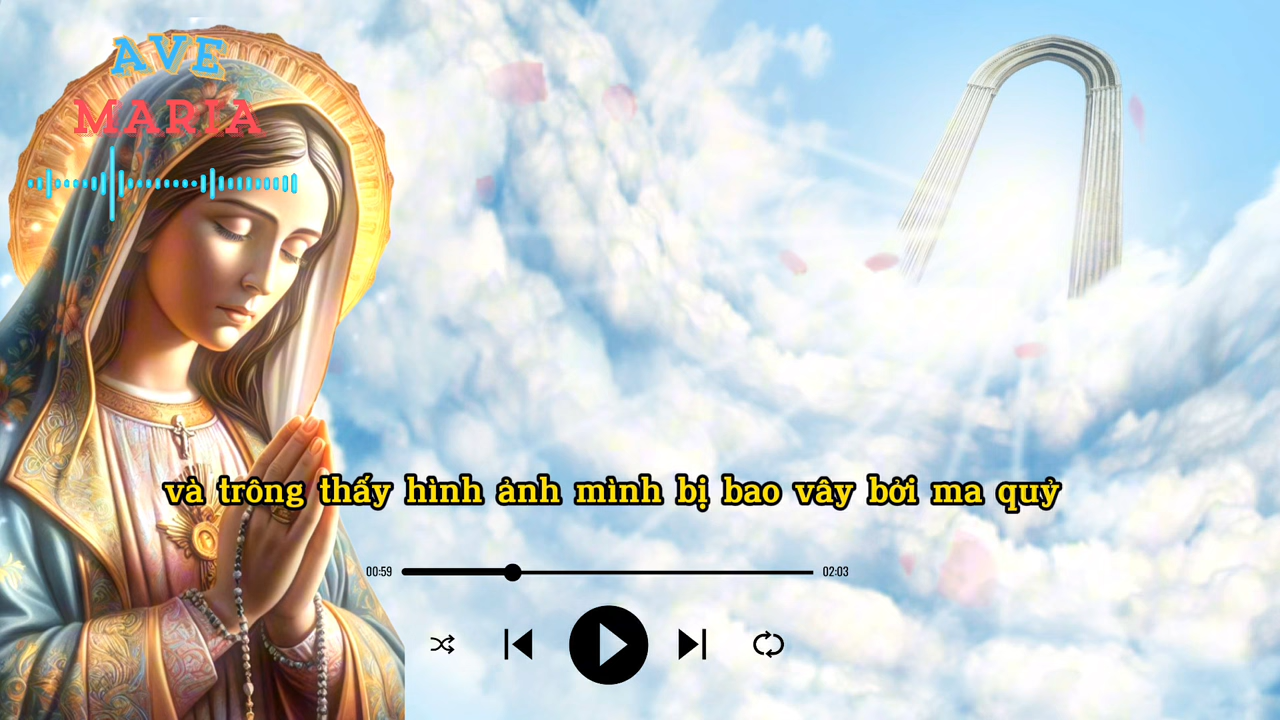 AVE
MARIA
và trông thấy hình ảnh mình bị bao vây bởi ma quỷ
00:59
02:03